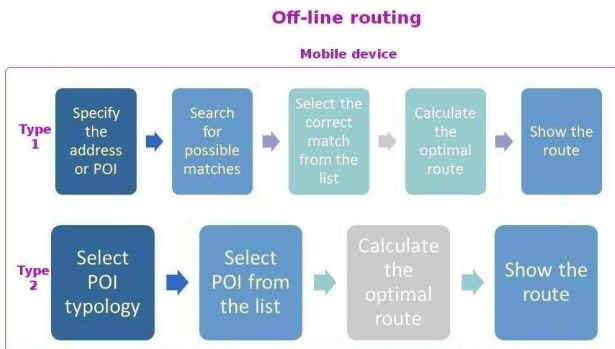 Off-line routing
Mobile device
Type
1
Specify
the
address
or POI
Search
for
possible
matches
Select the
correct
match
from the
list
Calculate
the
optimal
route
Show the
route
Type
2
Select
POI
typology
Select
POI from
the list
Calculate
the
optimal
route
Show the
route